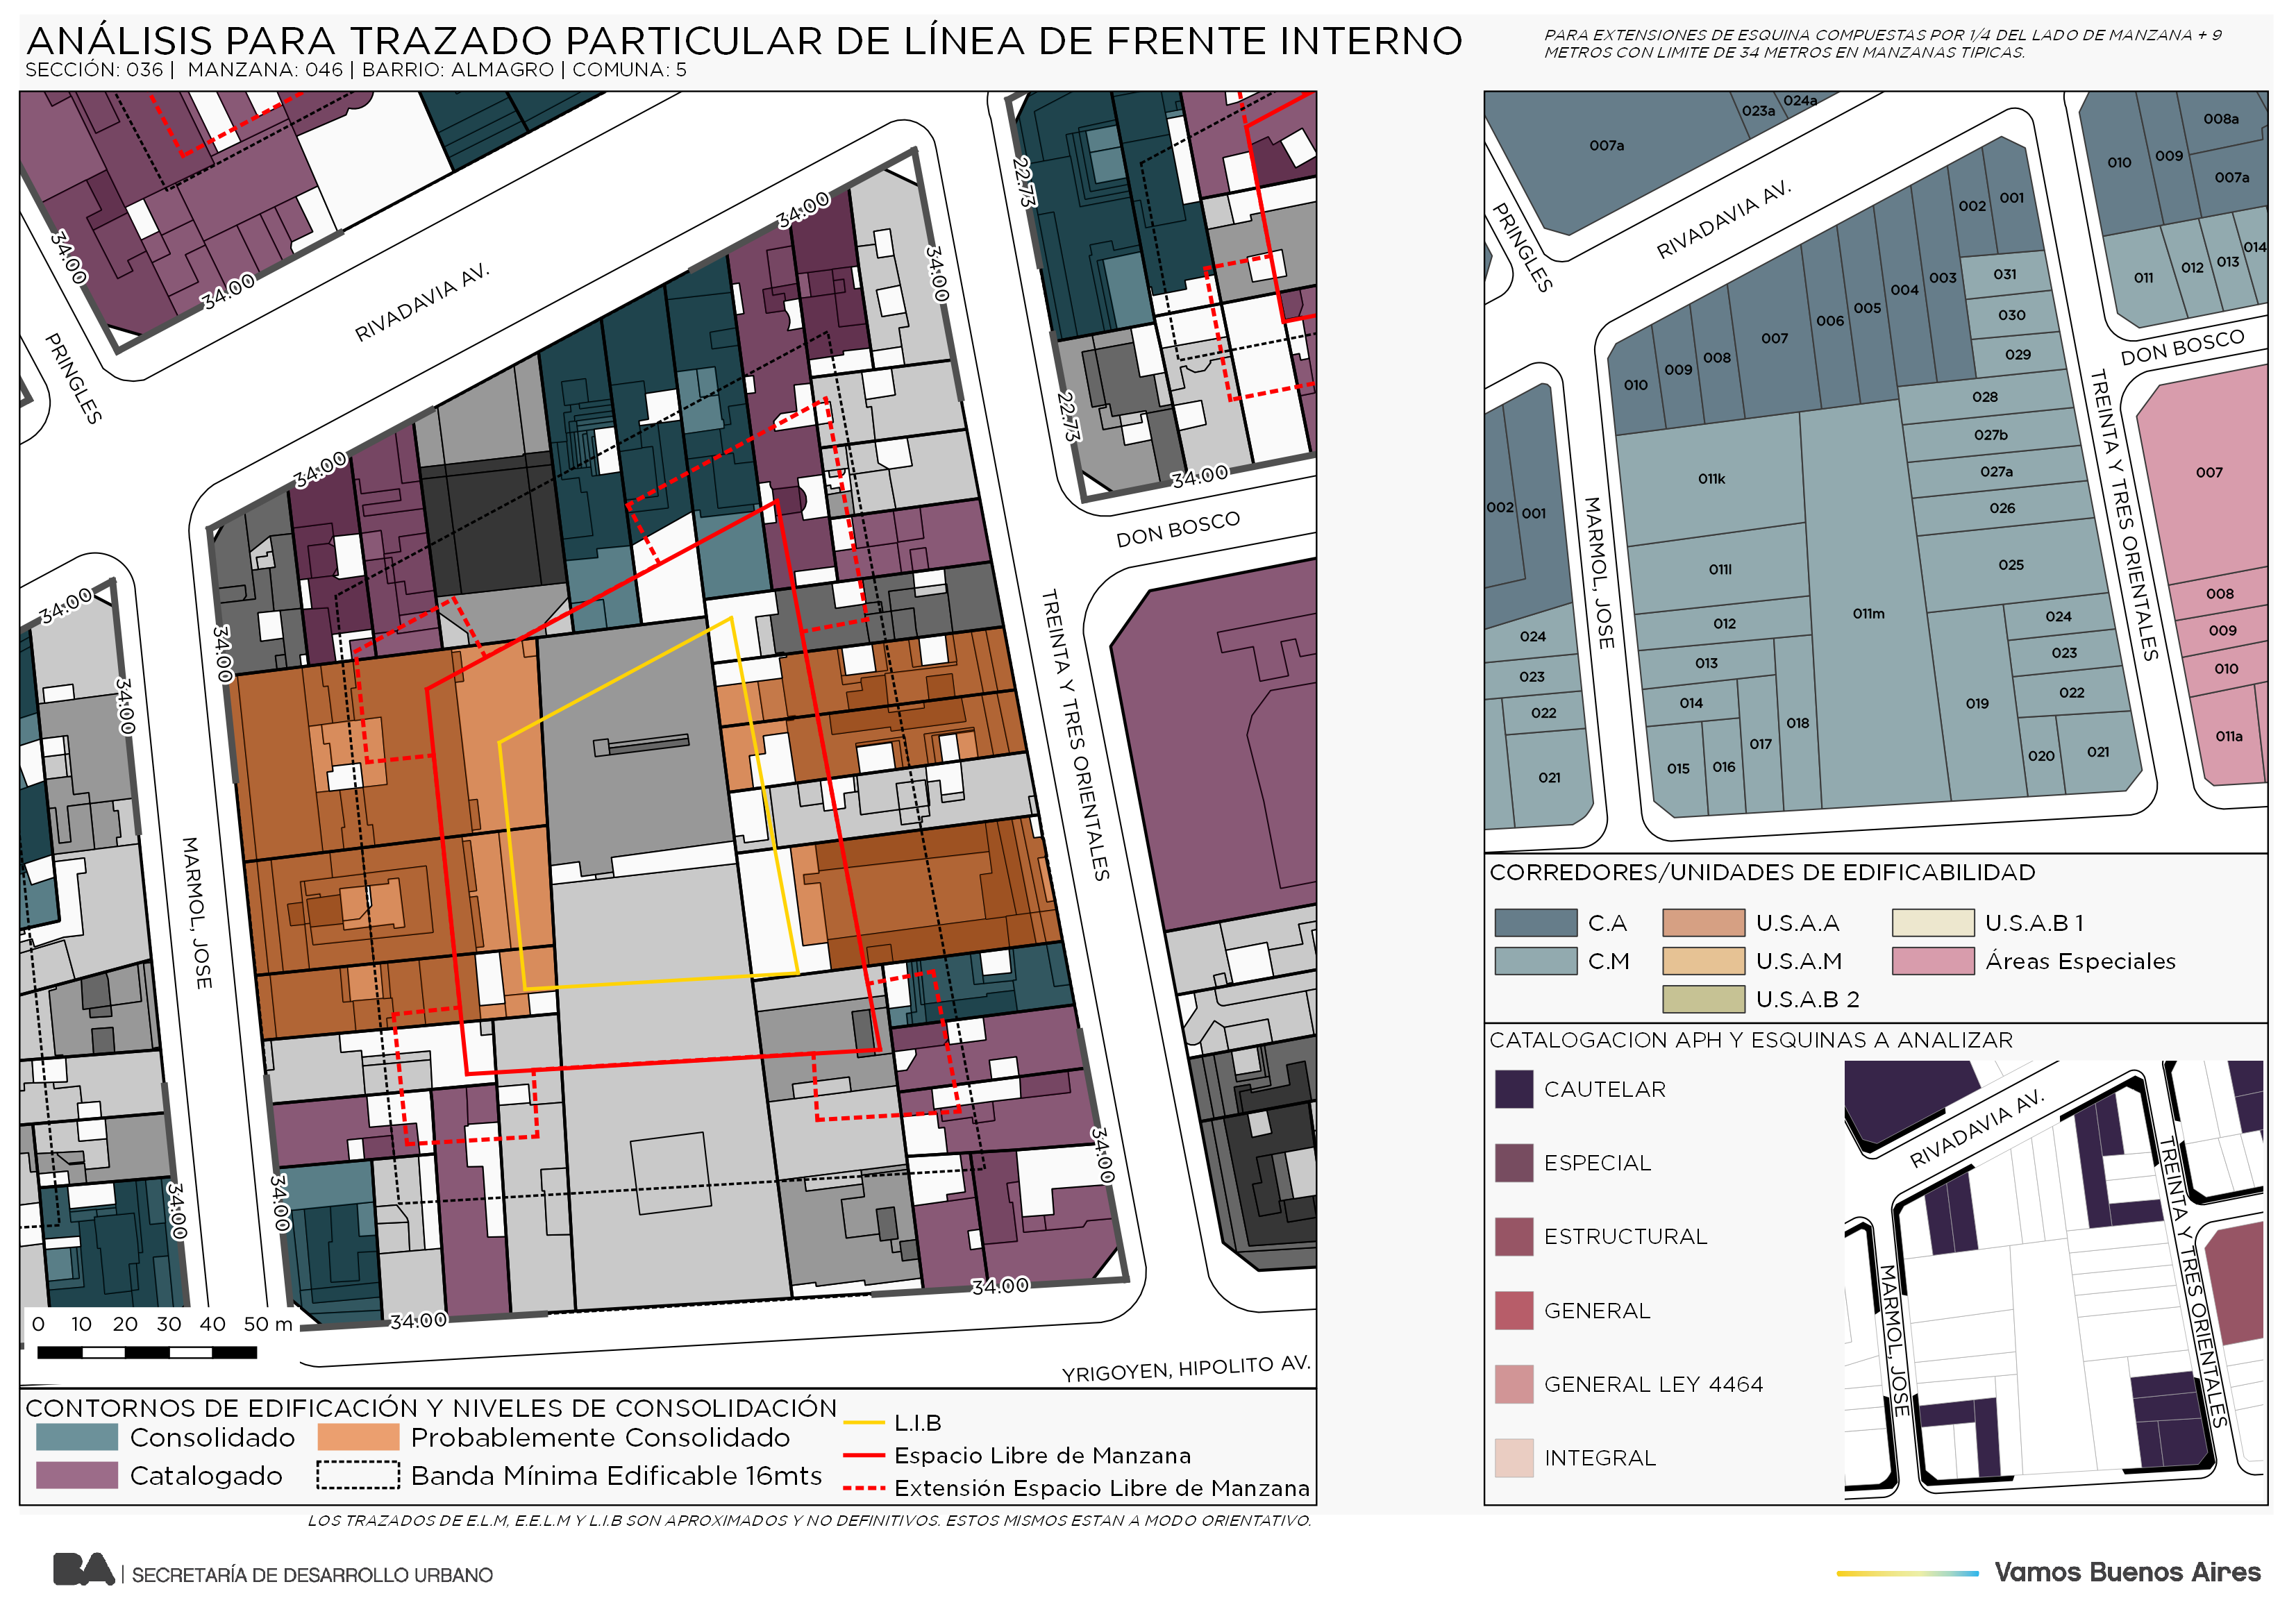 ANÁLISIS PARA TRAZADO PARTICULAR DE LÍNEA DE FRENTE INTERNO
SECCIÓN: 036 | MANZANA: 046 | BARRIO: ALMAGRO | COMUNA: 5
PARA EXTENSIONES DE ESQUINA COMPUESTAS POR 1/4 DEL LADO DE MANZANA + 9
METROS CON LIMITE DE 34 METROS EN MANZANAS TIPICAS.
34:00
34:00
RIVADAVIA AV.
PRINGLES
34:00
34:00
22.73
22.73
34:00
DON BOSCO
34:00
34:00
34:00
34:00
MARMOL, JOSE
TREINTA Y TRES ORIENTALES
34:00
34:00
34:00
34:00
34:00
YRIGOYEN, HIPOLITO AV.
0 10 20 30 40 50 m
CONTORNOS DE EDIFICACIÓN Y NIVELES DE CONSOLIDACIÓN
Consolidado
Probablemente Consolidado
Catalogado
Banda Mínima Edificable 16mts
L.I.B
Espacio Libre de Manzana
Extensión Espacio Libre de Manzana
LOS TRAZADOS DE E.L.M, E.E.L.M Y L.I.B SON APROXIMADOS Y NO DEFINITIVOS. ESTOS MISMOS ESTAN A MODO ORIENTATIVO.
023a
024a
007a
RIVADAVIA AV.
PRINGLES
008a
010
009
007a
014
013
012
011
DON BOSCO
001
002
003
004
005
006
007
008
009
010
031
030
029
028
027b
027a
026
025
024
023
022
021
020
019
011k
011l
011m
012
013
014
015
016
017
018
MARMOL, JOSE
TREINTA Y TRES ORIENTALES
002
001
024
023
022
021
007
008
009
010
011a
CORREDORES/UNIDADES DE EDIFICABILIDAD
C.A
U.S.A.A
U.S.A.B 1
C.M
U.S.A.M
Áreas Especiales
U.S.A.B 2
CATALOGACION APH Y ESQUINAS A ANALIZAR
CAUTELAR
ESPECIAL
ESTRUCTURAL
GENERAL
GENERAL LEY 4464
INTEGRAL
RIVADAVIA AV.
MARMOL, JOSE
TREINTA Y TRES ORIENTALES
BA | SECRETARÍA DE DESARROLLO URBANO
Vamos Buenos Aires